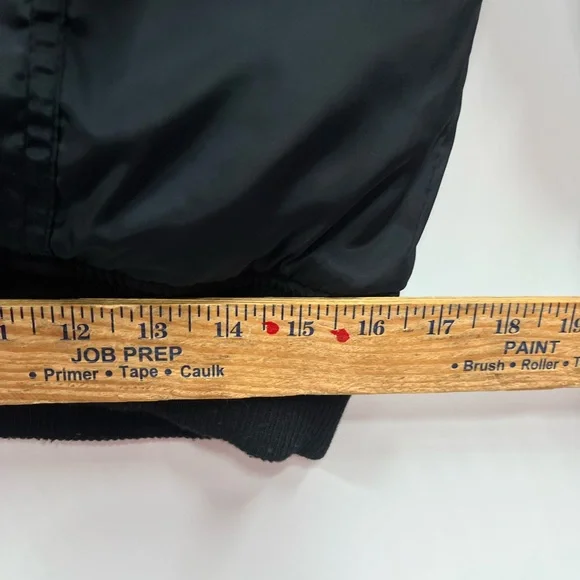 1 12 13 14 15 16 17 18 19
JOB PREP PAINT
• Primer • Tape • Caulk • Brush • Roller • T